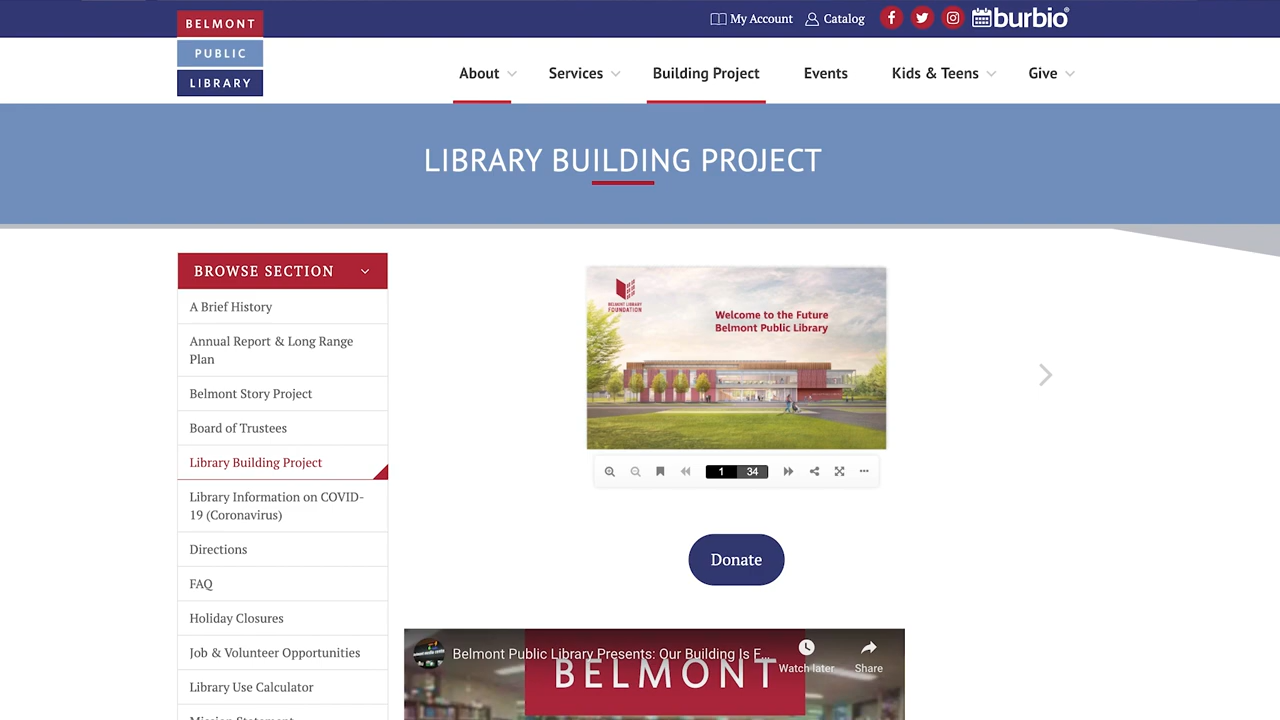 BELMONT
PUBLIC
LIBRARY
My Account
Catalog
burbio®
About
Services
Building Project
Events
Kids & Teens
Give
LIBRARY BUILDING PROJECT
BROWSE SECTION
A Brief History
Annual Report & Long Range
Plan
Belmont Story Project
Board of Trustees
Library Building Project
Library Information on COVID-
19 (Coronavirus)
Directions
FAQ
Holiday Closures
Job & Volunteer Opportunities
Library Use Calculator
Mission Statement
BELMONT LIBRARY
FOUNDATION
Welcome to the Future
Belmont Public Library
1 34
Donate
Belmont Public Library Presents: Our Building Is F...
Watch later
Share
BELMONT